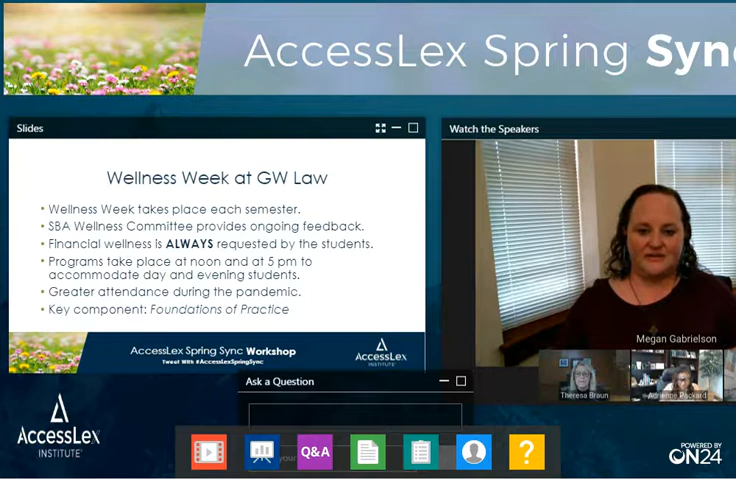 AccessLex Spring Sync
Slides
Watch the Speakers
Wellness Week at GW Law
• Wellness Week takes place each semester.
• SBA Wellness Committee provides ongoing feedback.
• Financial wellness is ALWAYS requested by the students.
• Programs take place at noon and at 5 pm to
accommodate day and evening students.
• Greater attendance during the pandemic.
• Key component: Foundations of Practice
AccessLex Spring Sync Workshop
Tweet With #AccessLexSpringSync
AccessLex
INSTITUTE®
Megan Gabrielson
Theresa Braun
Adrienne Packard
Ask a Question
AccessLex
INSTITUTE®
Q&A
?
POWERED BY
ON24